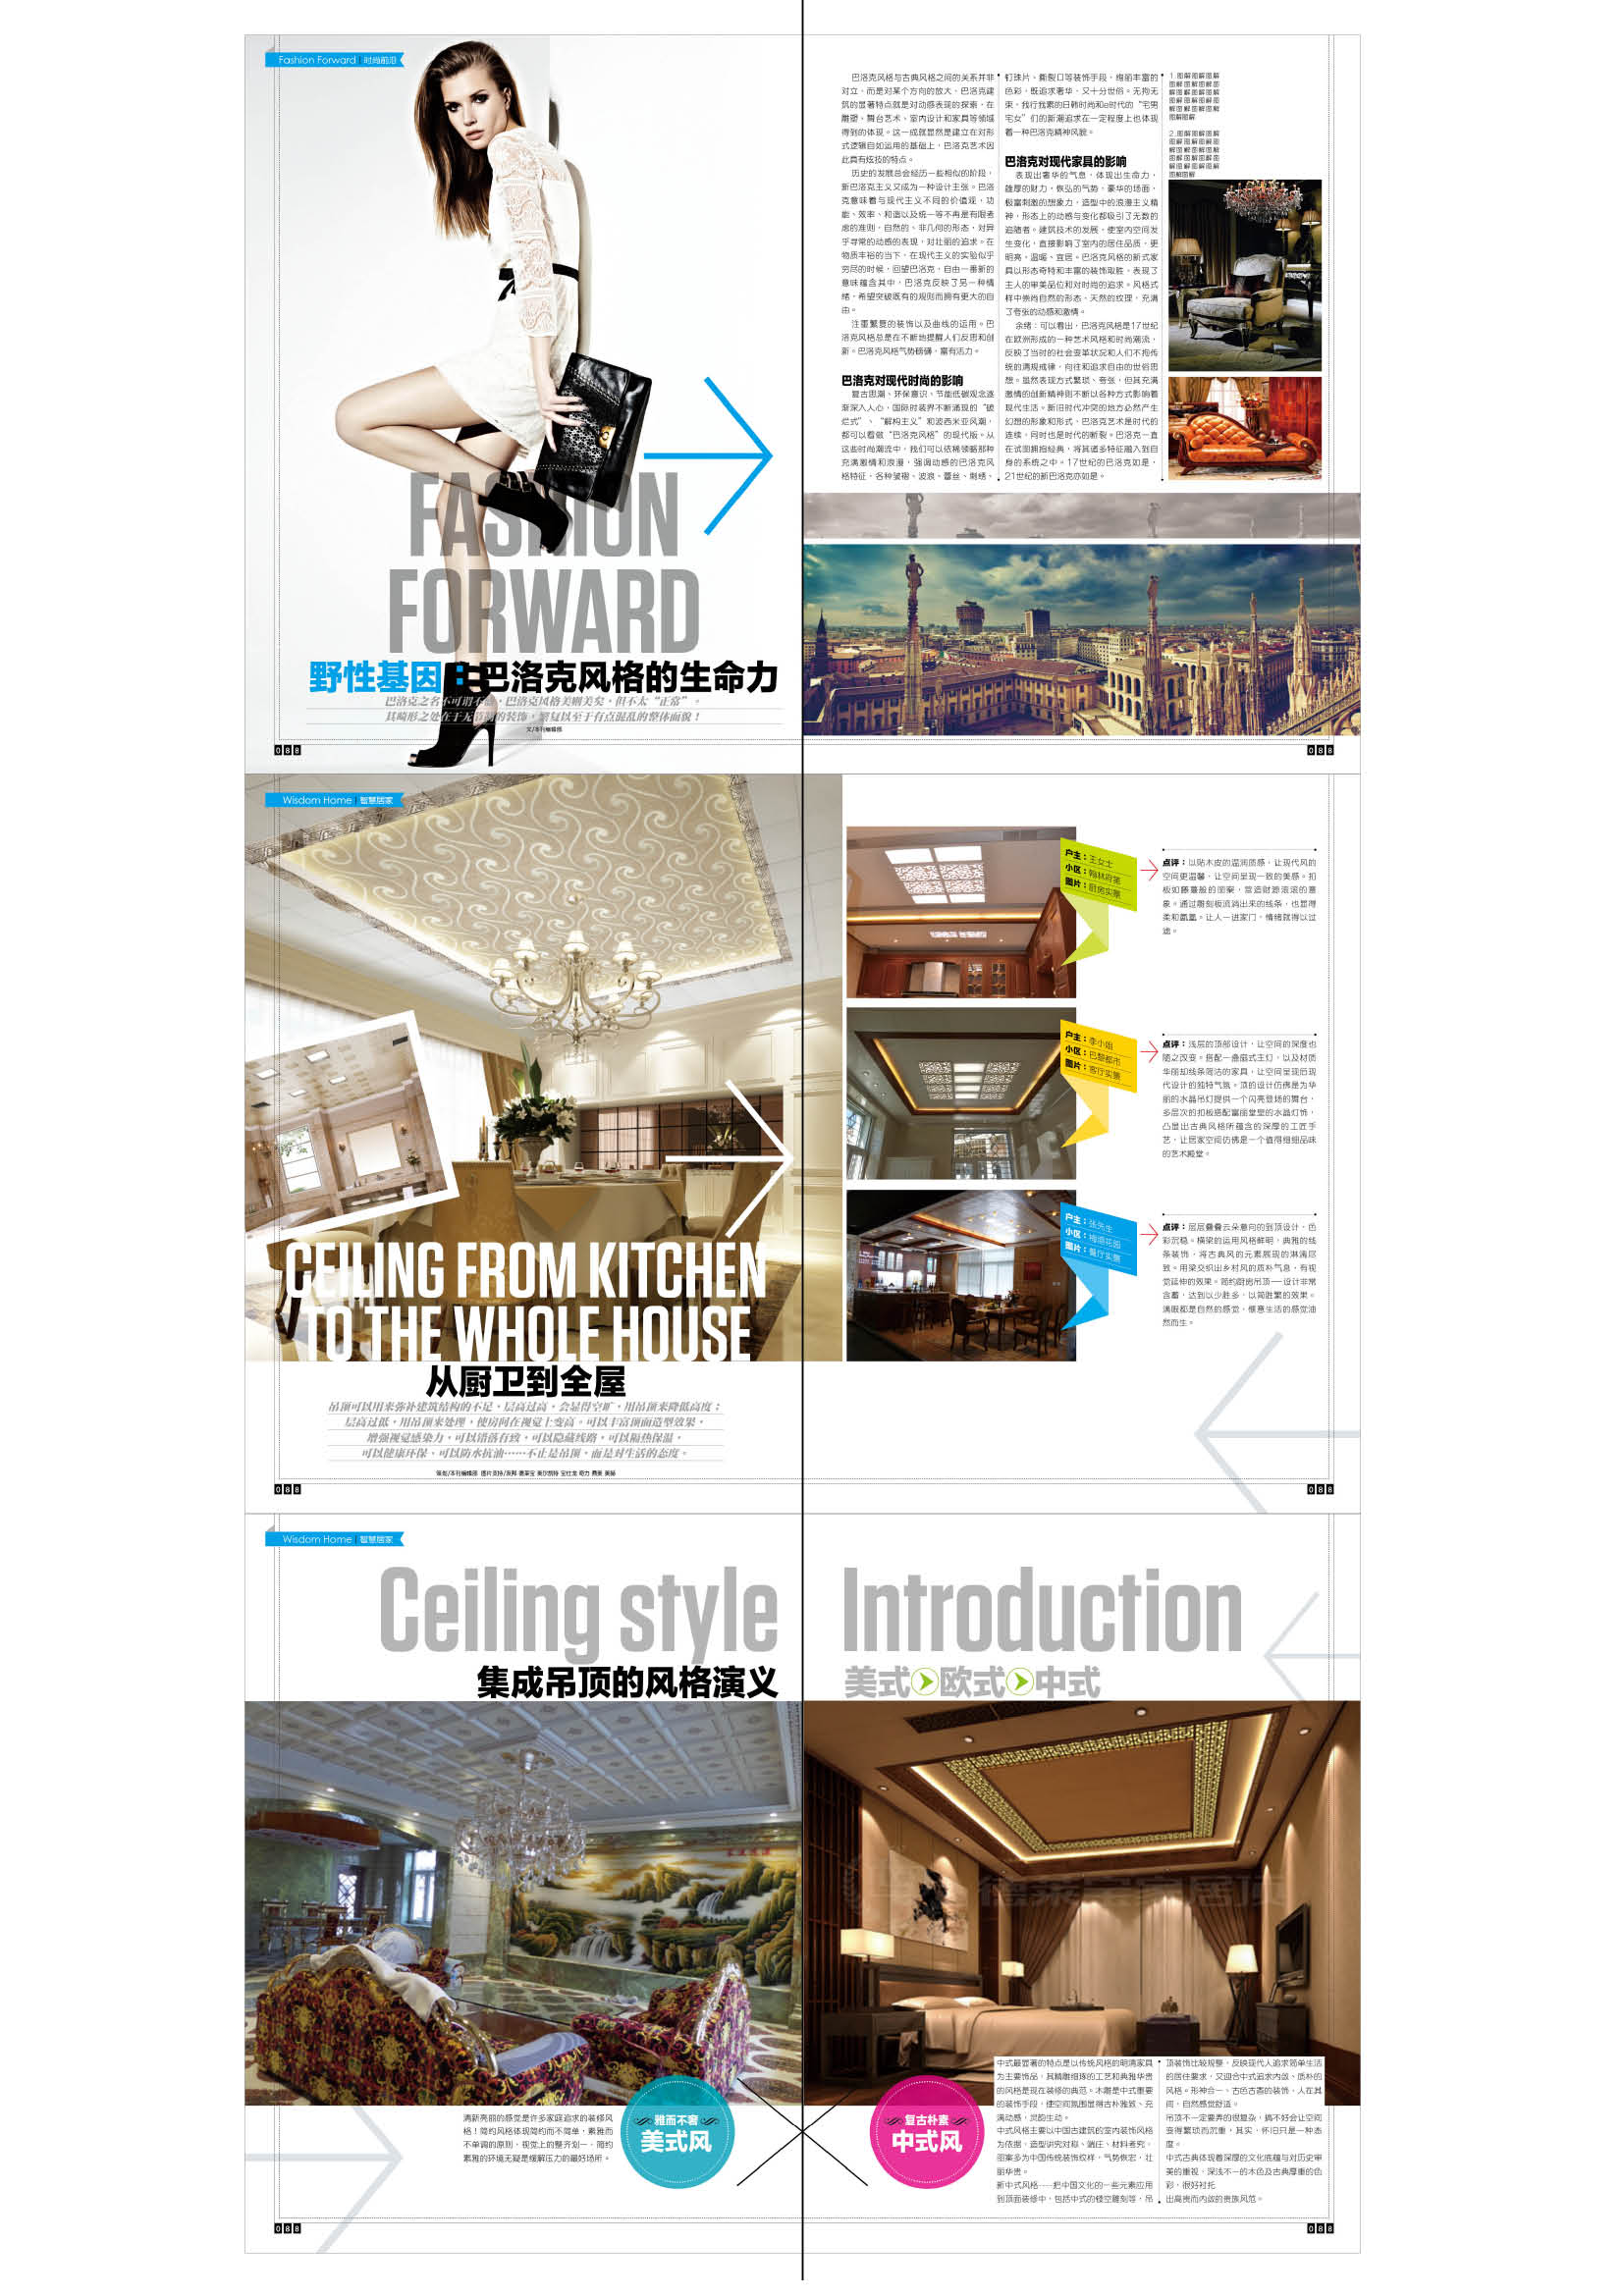 Fashion Forward 时尚前沿
FASHION
FORWARD
野性基因：巴洛克风格的生命力
巴洛克之名不可谓不，巴洛克风格美则美矣，但不太“正常”。
其畸形之处在于无的装饰，繁复以至于有点混乱的整体面貌！
文/本刊编辑部
088
巴洛克风格与古典风格之间的关系并非
对立，而是对某个方向的放大，巴洛克建
筑的显著特点就是对动感表现的探索，在
雕塑、舞台艺术、室内设计和家具等领域
得到的体现。这一成就显然是建立在对形
式逻辑自如运用的基础上，巴洛克艺术因
此具有炫技的特点。
历史的发展总会经历一些相似的阶段，
新巴洛克主义又成为一种设计主张。巴洛
克意味着与现代主义不同的价值观，功
能、效率、和谐以及统一等不再是有限考
虑的准则，自然的、非几何的形态，对异
乎寻常的动感的表现，对壮丽的追求。在
物质丰裕的当下，在现代主义的实验似乎
穷尽的时候，回望巴洛克，自由一番新的
意味蕴含其中，巴洛克反映了另一种情
绪，希望突破既有的规则而拥有更大的自
由。
注重繁复的装饰以及曲线的运用。巴
洛克风格总是在不断地提醒人们反思和创
新。巴洛克风格气势磅礴，富有活力。
巴洛克对现代时尚的影响
复古思潮、环保意识、节能低碳观念逐
渐深入人心，国际时装界不断涌现的“破
烂式”、“解构主义”和波西米亚风潮，
都可以看做“巴洛克风格”的现代版。从
这些时尚潮流中，我们可以依稀领略那种
充满激情和浪漫，强调动感的巴洛克风
格特征，各种皱褶、波浪、蕾丝、刺绣、
钉珠片、撕裂口等装饰手段，绚丽丰富的
色彩，既追求奢华，又十分世俗。无拘无
束，我行我素的日韩时尚和e时代的“宅男
宅女”们的新潮追求在一定程度上也体现
着一种巴洛克精神风貌。
巴洛克对现代家具的影响
表现出奢华的气息，体现出生命力，
雄厚的财力，恢弘的气势，豪华的场面，
极富刺激的想象力，造型中的浪漫主义精
神，形态上的动感与变化都吸引了无数的
追随者。建筑技术的发展，使室内空间发
生变化，直接影响了室内的居住品质，更
明亮，温暖、宜居。巴洛克风格的新式家
具以形态奇特和丰富的装饰取胜，表现了
主人的审美品位和对时尚的追求。风格式
样中崇尚自然的形态、天然的纹理，充满
了夸张的动感和激情。
余绪：可以看出，巴洛克风格是17世纪
在欧洲形成的一种艺术风格和时尚潮流，
反映了当时的社会变革状况和人们不拘传
统的清规戒律，向往和追求自由的世俗思
想。虽然表现方式繁琐、夸张，但其充满
激情的创新精神则不断以各种方式影响着
现代生活。新旧时代冲突的地方必然产生
幻想的形象和形式，巴洛克艺术是时代的
连续，同时也是时代的断裂。巴洛克一直
在试图拥抱经典，将其诸多特征融入到自
身的系统之中。17世纪的巴洛克如是，
21世纪的新巴洛克亦如是。
1.图解图解图解
图解图解图解图
解图解图解图解
图解图解图解图
解图解图解图解
图解图解
2.图解图解图解
图解图解图解图
解图解图解图解
图解图解图解图
解图解图解图解
图解图解
088
Wisdom Home 智慧居家
CEILING FROM KITCHEN
TO THE WHOLE HOUSE
从厨卫到全屋
吊顶可以用来弥补建筑结构的不足，层高过高，会显得空旷，用吊顶来降低高度；
层高过低，用吊顶来处理，使房间在视觉上变高。可以丰富顶面造型效果，
增强视觉感染力，可以错落有致，可以隐藏线路，可以隔热保温，
可以健康环保，可以防水抗油……不止是吊顶，而是对生活的态度。
088
户主：王女士
小区：翰林府第
图片：厨房实景
点评：以贴木皮的温润质感，让现代风的
空间更温馨，让空间呈现一致的美感。扣
板如藤蔓般的图案，营造财源滚滚的意
象。通过雕刻板流淌出来的线条，也显得
柔和氤氲。让人一进家门，情绪就得以过
滤。
户主：李小姐
小区：巴黎都市
图片：客厅实景
点评：浅层的顶部设计，让空间的深度也
随之改变。搭配一盏扇式主灯，以及材质
华丽却线条简洁的家具，让空间呈现后现
代设计的独特气氛。顶的设计仿佛是为华
丽的水晶吊灯提供一个闪亮登场的舞台，
多层次的扣板搭配富丽堂皇的水晶灯饰，
凸显出古典风格所蕴含的深厚的工匠手
艺，让居家空间仿佛是一个值得细细品味
的艺术殿堂。
户主：张先生
小区：梅源花园
图片：餐厅实景
点评：层层叠叠云朵意向的到顶设计，色
彩沉稳。横梁的运用风格鲜明，典雅的线
条装饰，将古典风的元素展现的淋漓尽
致。用梁交织出乡村风的质朴气息，有视
觉延伸的效果。简约厨房吊顶——设计非常
含蓄，达到以少胜多，以简胜繁的效果。
满眼都是自然的感觉，惬意生活的感觉油
然而生。
088
Wisdom Home 智慧居家
Ceiling style Introduction
集成吊顶的风格演义
美式 欧式 中式
清新亮丽的感觉是许多家庭追求的装修风
格！简约风格体现简约而不简单，素雅而
不单调的原则，视觉上的整齐划一，简约
素雅的环境无疑是缓解压力的最好场所。
雅而不奢
美式风
复古朴素
中式风
中式最显著的特点是以传统风格的明清家具
为主要饰品，其精雕细琢的工艺和典雅华贵
的风格是现在装修的典范。木雕是中式重要
的装饰手段，使空间氛围显得古朴雅致、充
满动感，灵韵生动。
中式风格主要以中国古建筑的室内装饰风格
为依据，造型讲究对称、端庄、材料考究，
图案多为中国传统装饰纹样，气势恢宏，壮
丽华贵。
新中式风格——把中国文化的一些元素应用
到顶面装修中，包括中式的镂空雕刻等，吊
顶装饰比较规整，反映现代人追求简单生活
的居住要求，又迎合中式追求内敛、质朴的
风格。形神合一、古色古香的装饰，人在其
间，自然感觉舒适。
吊顶不一定要弄的很复杂，搞不好会让空间
变得繁琐而沉重，其实，怀旧只是一种态
度。
中式古典体现着深厚的文化底蕴与对历史审
美的重视，深浅不一的木色及古典厚重的色
彩，很好衬托
出高贵而内敛的贵族风范。
088
088